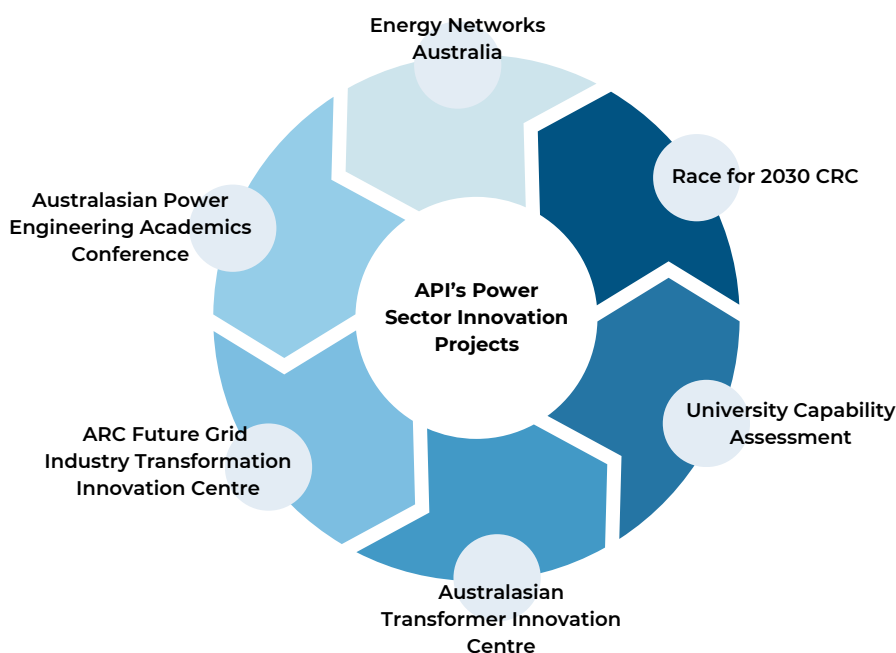 Energy Networks
Australia
Race for 2030 CRC
Australasian Power
Engineering Academics
Conference
API’s Power
Sector Innovation
Projects
University Capability
Assessment
ARC Future Grid
Industry Transformation
Innovation Centre
Australasian
Transformer Innovation
Centre